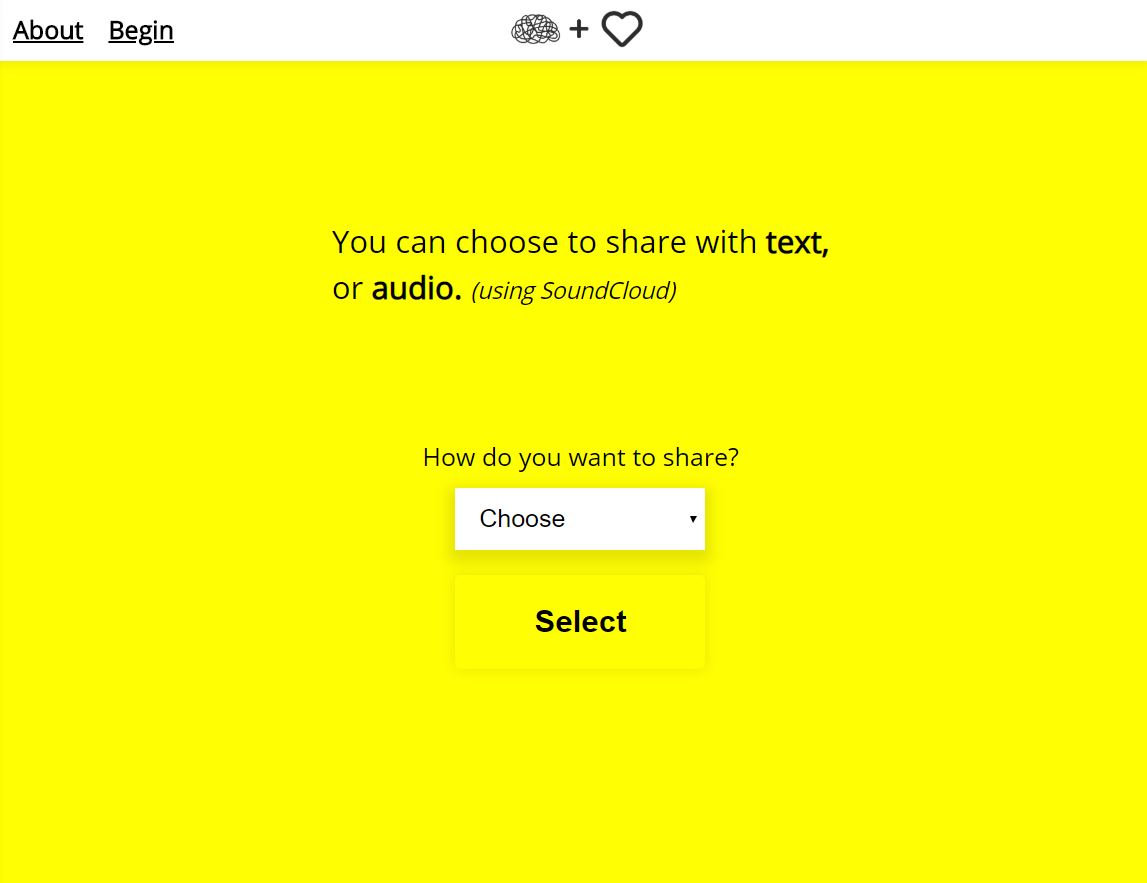 About Begin
You can choose to share with text,
or audio. (using SoundCloud)
How do you want to share?
Choose
Select